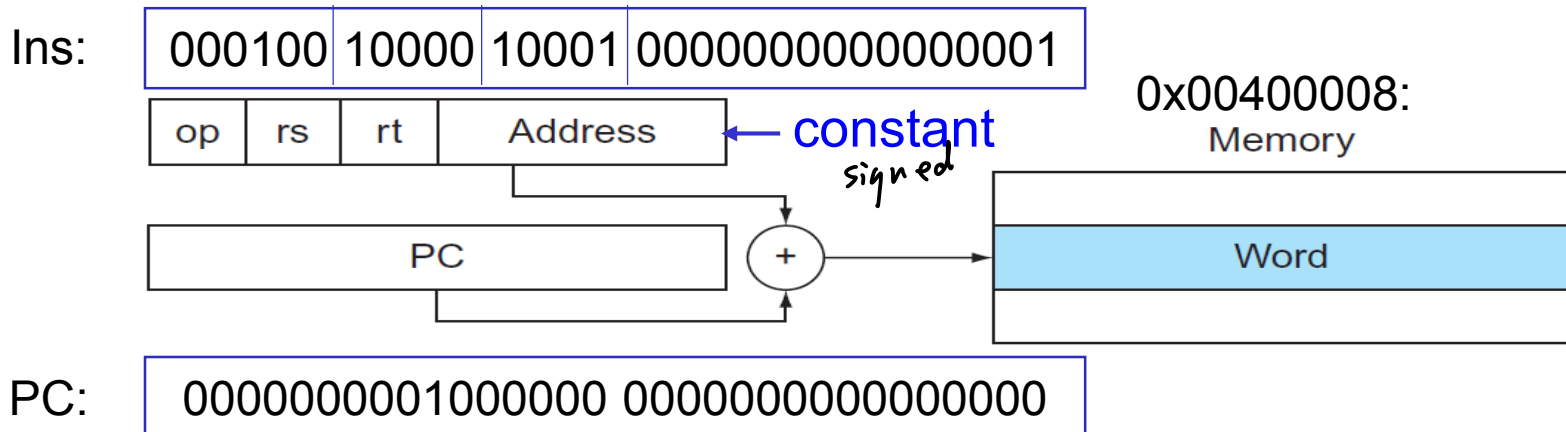 Ins: 000100 10000 10001 0000000000000001
0x00400008:
op rs rt Address constant
signed
Memory
PC + Word
PC: 0000000001000000 0000000000000000